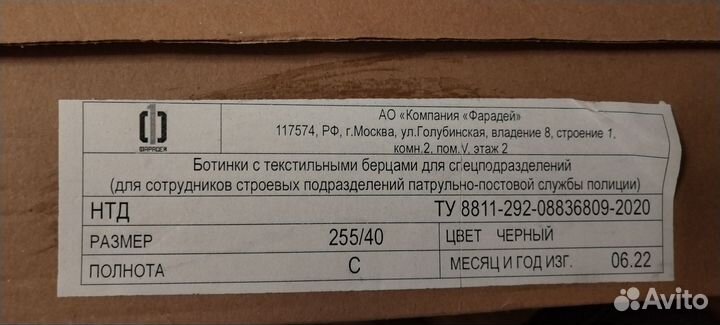 ФАРАДЕЙ
АО «Компания «Фарадей»
117574, РФ, г.Москва, ул.Голубинская, владение 8, строение 1,
комн.2, пом.V, этаж 2
Ботинки с текстильными берцами для спецподразделений
(для сотрудников строевых подразделений патрульно-постовой службы полиции)
НТД ТУ 8811-292-08836809-2020
РАЗМЕР 255/40 ЦВЕТ ЧЕРНЫЙ
ПОЛНОТА С МЕСЯЦ И ГОД ИЗГ. 06.22
Avito